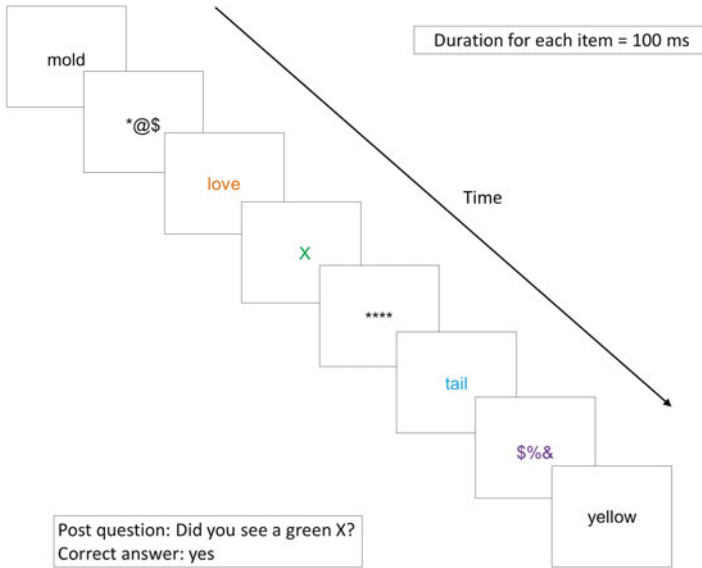 mold
Duration for each item = 100 ms
*@$
love
Time
X
****
tail
$%&
yellow
Post question: Did you see a green X?
Correct answer: yes